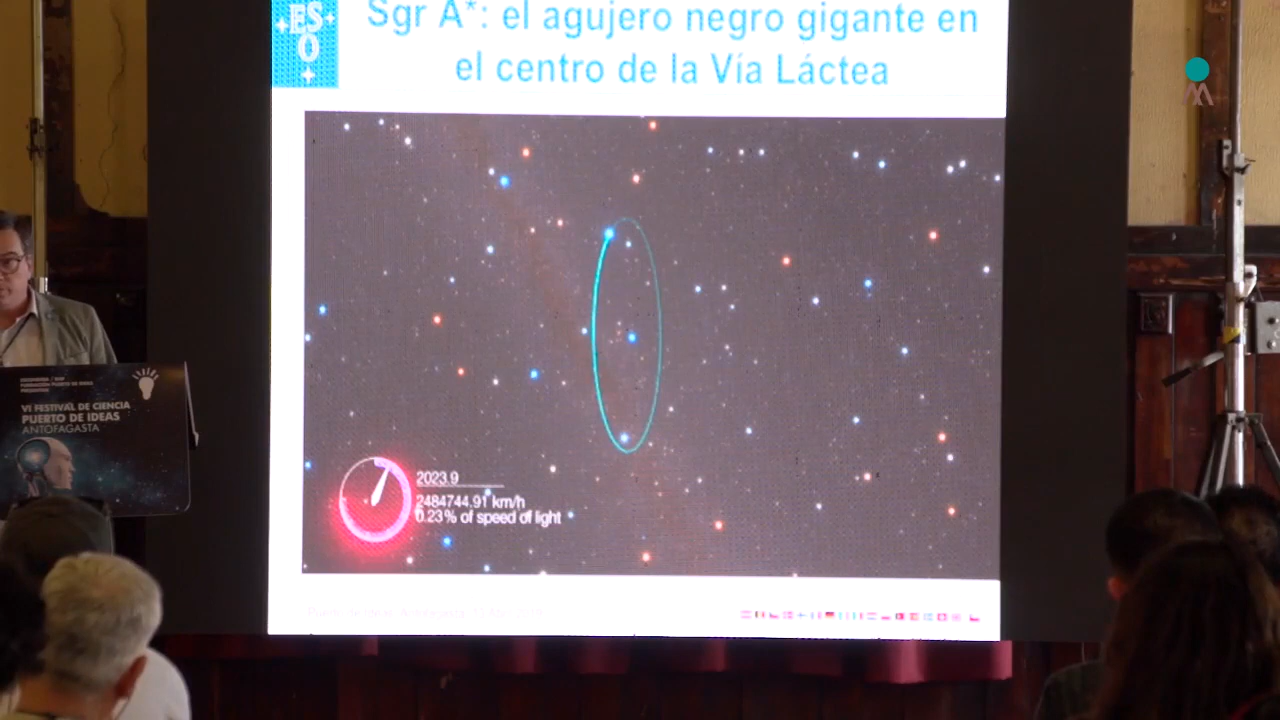 ES
O
Sgr A*: el agujero negro gigante en
el centro de la Vía Láctea
2023.9
2484744.91 km/h
0.23% of speed of light
VI FESTIVAL DE CIENCIA
PUERTO DE IDEAS
ANTOFAGASTA